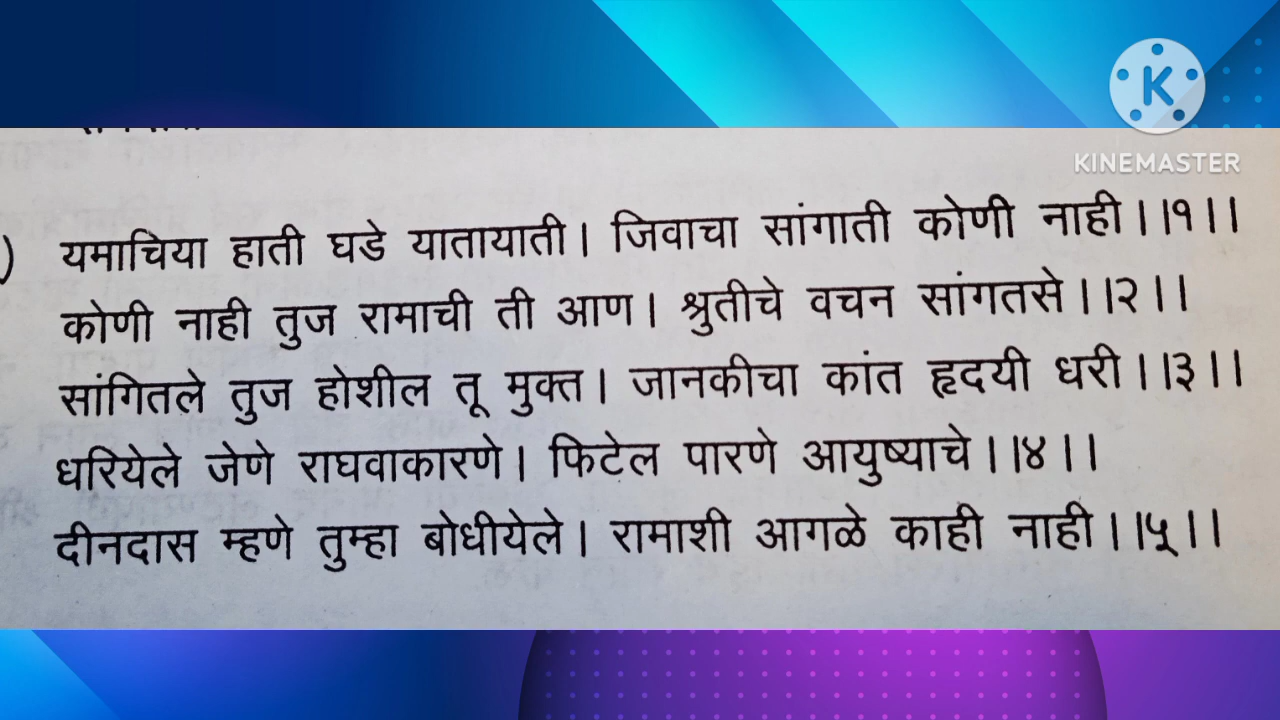 K
KINEMASTER
) यमाचिया हाती घडे यातायाती। जिवाचा सांगाती कोणी नाही।।१।।
कोणी नाही तुज रामाची ती आण। श्रुतीचे वचन सांगतसे।।२।।
सांगितले तुज होशील तू मुक्त। जानकीचा कांत हृदयी धरी।।३।।
धरियेले जेणे राघवाकारणे। फिटेल पारणे आयुष्याचे।।४।।
दीनदास म्हणे तुम्हा बोधीयेले। रामाशी आगळे काही नाही।।५।।